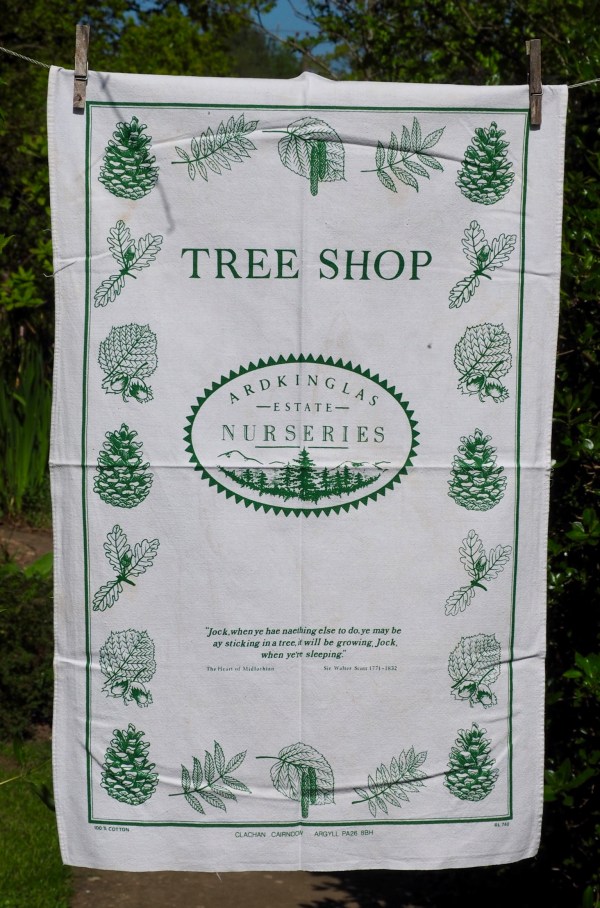 TREE SHOP
ARDKINGLAS
—ESTATE—
NURSERIES
"Jock, when ye hae naething else to do, ye may be
ay sticking in a tree, it will be growing, Jock,
when ye're sleeping."
The Heart of Midlothian Sir Walter Scott 1771–1832
100% COTTON
CLACHAN CAIRNDOW ARGYLL PA26 8BH